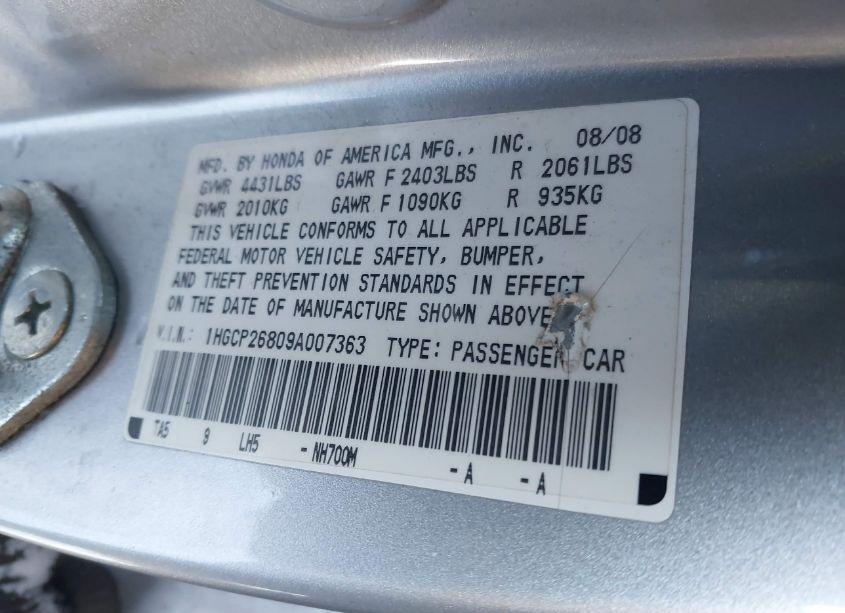 MFD. BY HONDA OF AMERICA MFG., INC. 08/08
GVWR 4431LBS GAWR F 2403LBS R 2061LBS
GVWR 2010KG GAWR F 1090KG R 935KG
THIS VEHICLE CONFORMS TO ALL APPLICABLE
FEDERAL MOTOR VEHICLE SAFETY, BUMPER,
AND THEFT PREVENTION STANDARDS IN EFFECT
ON THE DATE OF MANUFACTURE SHOWN ABOVE
V.I.N.: 1HGCP26809A007363 TYPE: PASSENGER CAR
TA5 9 LH5 - NH700M - A - A